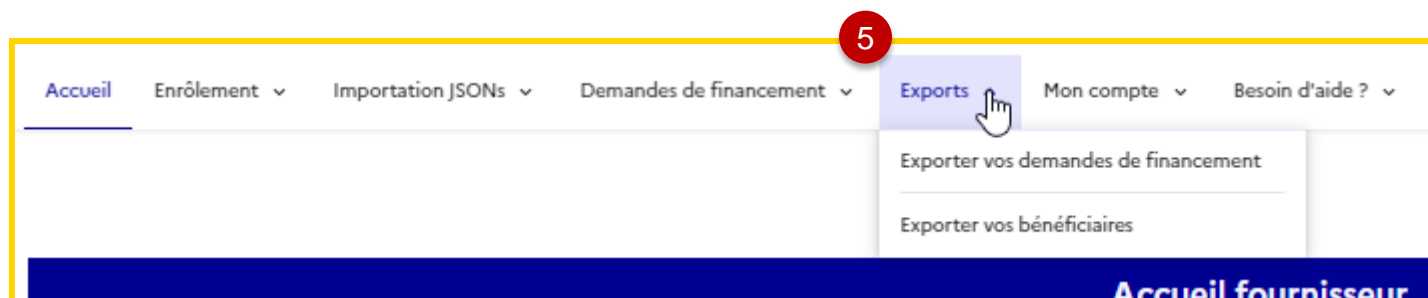 5
Accueil Enrôlement Importation JSONs Demandes de financement Exports Mon compte Besoin d'aide ?
Exporter vos demandes de financement
Exporter vos bénéficiaires
Accueil fournisseur